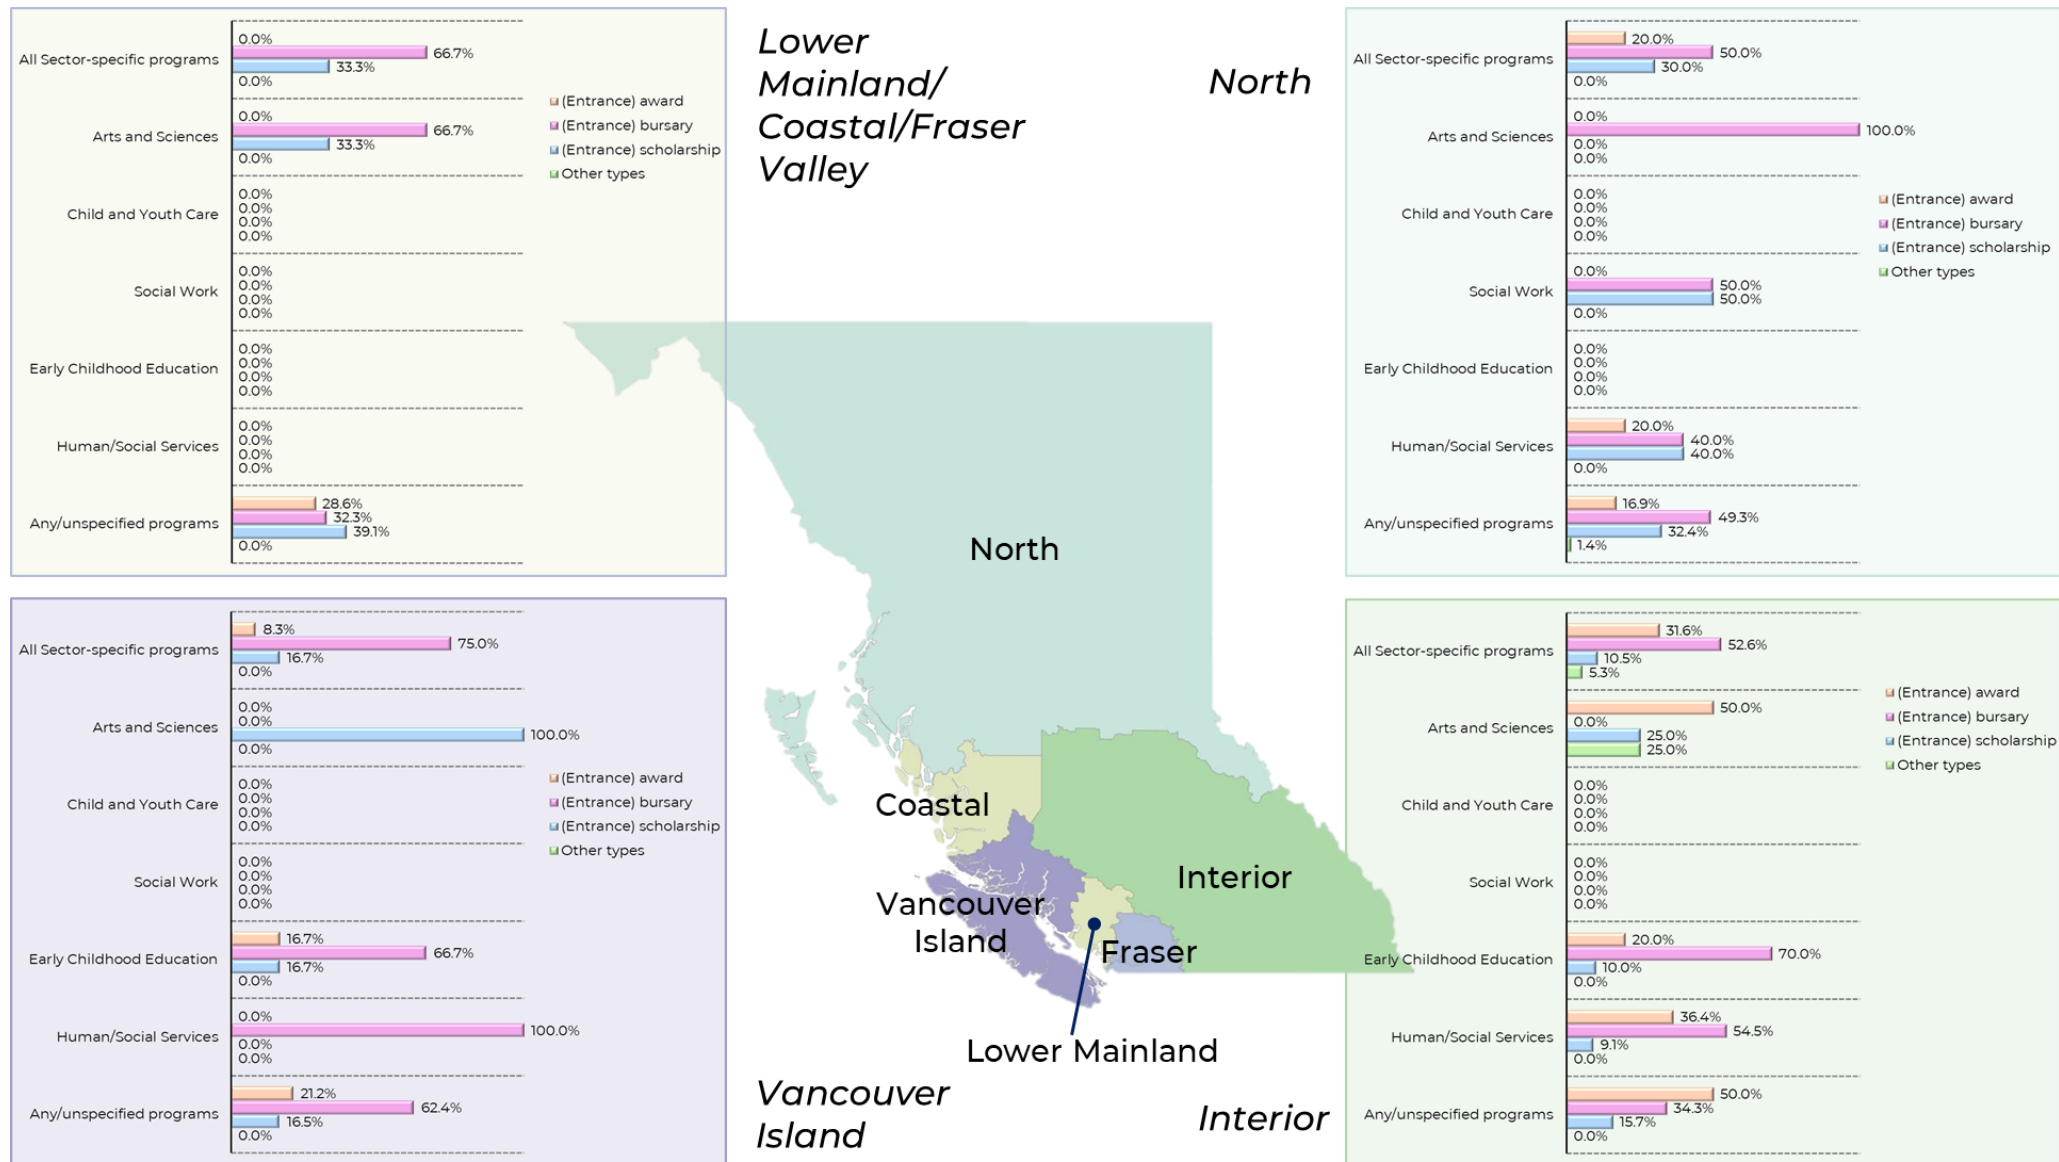 All Sector-specific programs
0.0%
66.7%
33.3%
0.0%
Arts and Sciences
0.0%
66.7%
33.3%
0.0%
Child and Youth Care
0.0%
0.0%
0.0%
0.0%
Social Work
0.0%
0.0%
0.0%
0.0%
Early Childhood Education
0.0%
0.0%
0.0%
0.0%
Human/Social Services
0.0%
0.0%
0.0%
0.0%
Any/unspecified programs
28.6%
32.3%
39.1%
0.0%
(Entrance) award
(Entrance) bursary
(Entrance) scholarship
Other types
Lower
Mainland/
Coastal/Fraser
Valley
North
All Sector-specific programs
20.0%
50.0%
30.0%
0.0%
Arts and Sciences
0.0%
100.0%
0.0%
0.0%
Child and Youth Care
0.0%
0.0%
0.0%
0.0%
Social Work
0.0%
50.0%
50.0%
0.0%
Early Childhood Education
0.0%
0.0%
0.0%
0.0%
Human/Social Services
20.0%
40.0%
40.0%
0.0%
Any/unspecified programs
16.9%
49.3%
32.4%
1.4%
(Entrance) award
(Entrance) bursary
(Entrance) scholarship
Other types
North
Coastal
Interior
Vancouver
Island
Fraser
Lower Mainland
All Sector-specific programs
8.3%
75.0%
16.7%
0.0%
Arts and Sciences
0.0%
0.0%
100.0%
0.0%
Child and Youth Care
0.0%
0.0%
0.0%
0.0%
Social Work
0.0%
0.0%
0.0%
0.0%
Early Childhood Education
16.7%
66.7%
16.7%
0.0%
Human/Social Services
0.0%
100.0%
0.0%
0.0%
Any/unspecified programs
21.2%
62.4%
16.5%
0.0%
(Entrance) award
(Entrance) bursary
(Entrance) scholarship
Other types
Vancouver
Island
Interior
All Sector-specific programs
31.6%
52.6%
10.5%
5.3%
Arts and Sciences
50.0%
0.0%
25.0%
25.0%
Child and Youth Care
0.0%
0.0%
0.0%
0.0%
Social Work
0.0%
0.0%
0.0%
0.0%
Early Childhood Education
20.0%
70.0%
10.0%
0.0%
Human/Social Services
36.4%
54.5%
9.1%
0.0%
Any/unspecified programs
50.0%
34.3%
15.7%
0.0%
(Entrance) award
(Entrance) bursary
(Entrance) scholarship
Other types